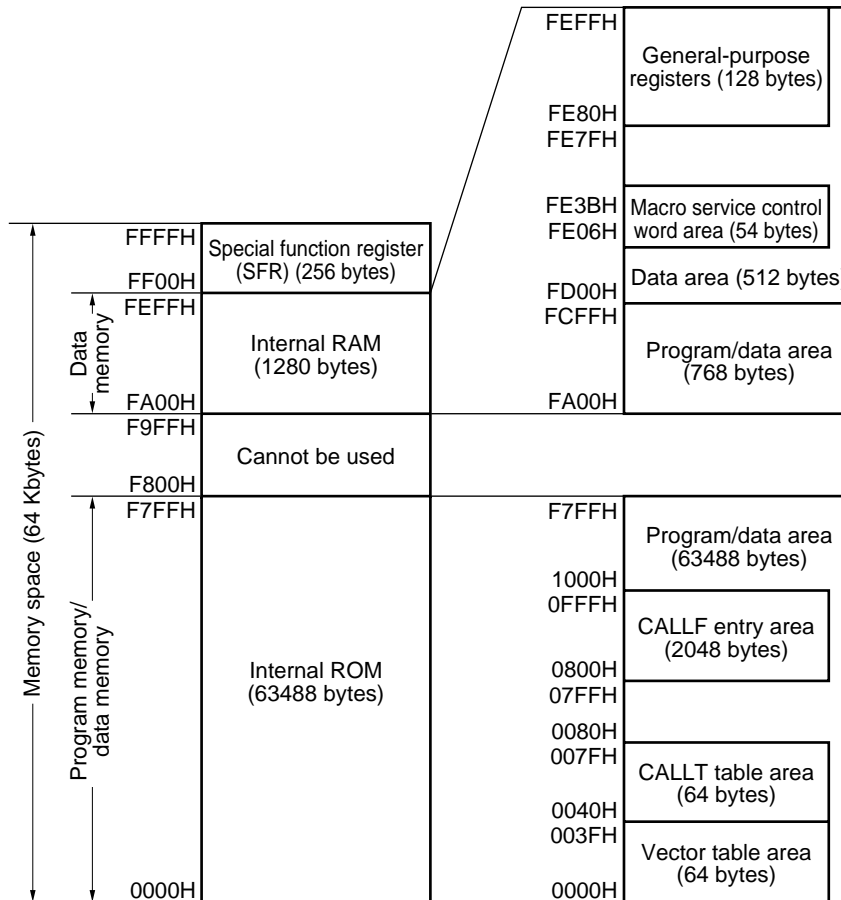 FEFFH
General-purpose
registers (128 bytes)
FE80H
FE7FH
FE3BH
Macro service control
FE06H
word area (54 bytes)
Data area (512 bytes)
FD00H
FCFFH
Program/data area
(768 bytes)
FA00H
FFFFH
Special function register
(SFR) (256 bytes)
FF00H
FEFFH
Data
memory
Internal RAM
(1280 bytes)
FA00H
F9FFH
Cannot be used
F800H
F7FFH
Memory space (64 Kbytes)
Program memory/
data memory
Internal ROM
(63488 bytes)
0000H
F7FFH
Program/data area
(63488 bytes)
1000H
0FFFH
CALLF entry area
(2048 bytes)
0800H
07FFH
0080H
007FH
CALLT table area
(64 bytes)
0040H
003FH
Vector table area
(64 bytes)
0000H